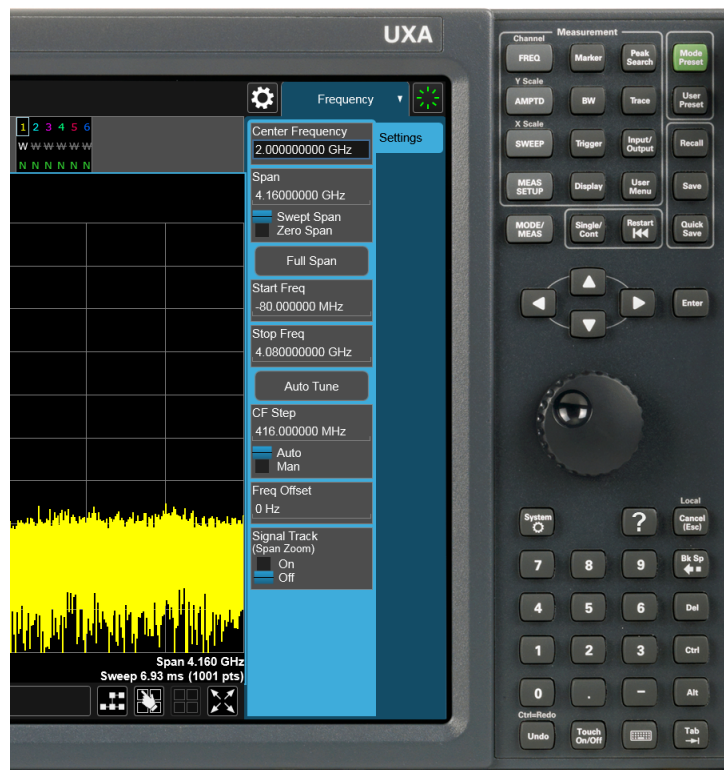 UXA
Frequency ▼
Settings
1 2 3 4 5 6
W W W W W W
N N N N N N
Center Frequency
2.000000000 GHz
Span
4.16000000 GHz
Swept Span
Zero Span
Full Span
Start Freq
-80.000000 MHz
Stop Freq
4.080000000 GHz
Auto Tune
CF Step
416.000000 MHz
Auto
Man
Freq Offset
0 Hz
Signal Track
(Span Zoom)
On
Off
Span 4.160 GHz
Sweep 6.93 ms (1001 pts)
Measurement
Channel
FREQ
Marker
Peak
Search
Mode
Preset
Y Scale
AMPTD
BW
Trace
User
Preset
X Scale
SWEEP
Trigger
Input/
Output
Recall
MEAS
SETUP
Display
User
Menu
Save
MODE/
MEAS
Single/
Cont
Restart
Quick
Save
Enter
Local
System
?
Cancel
(Esc)
7
8
9
Bk Sp
4
5
6
Del
1
2
3
Ctrl
0
.
−
Alt
Ctrl=Redo
Undo
Touch
On/Off
Tab